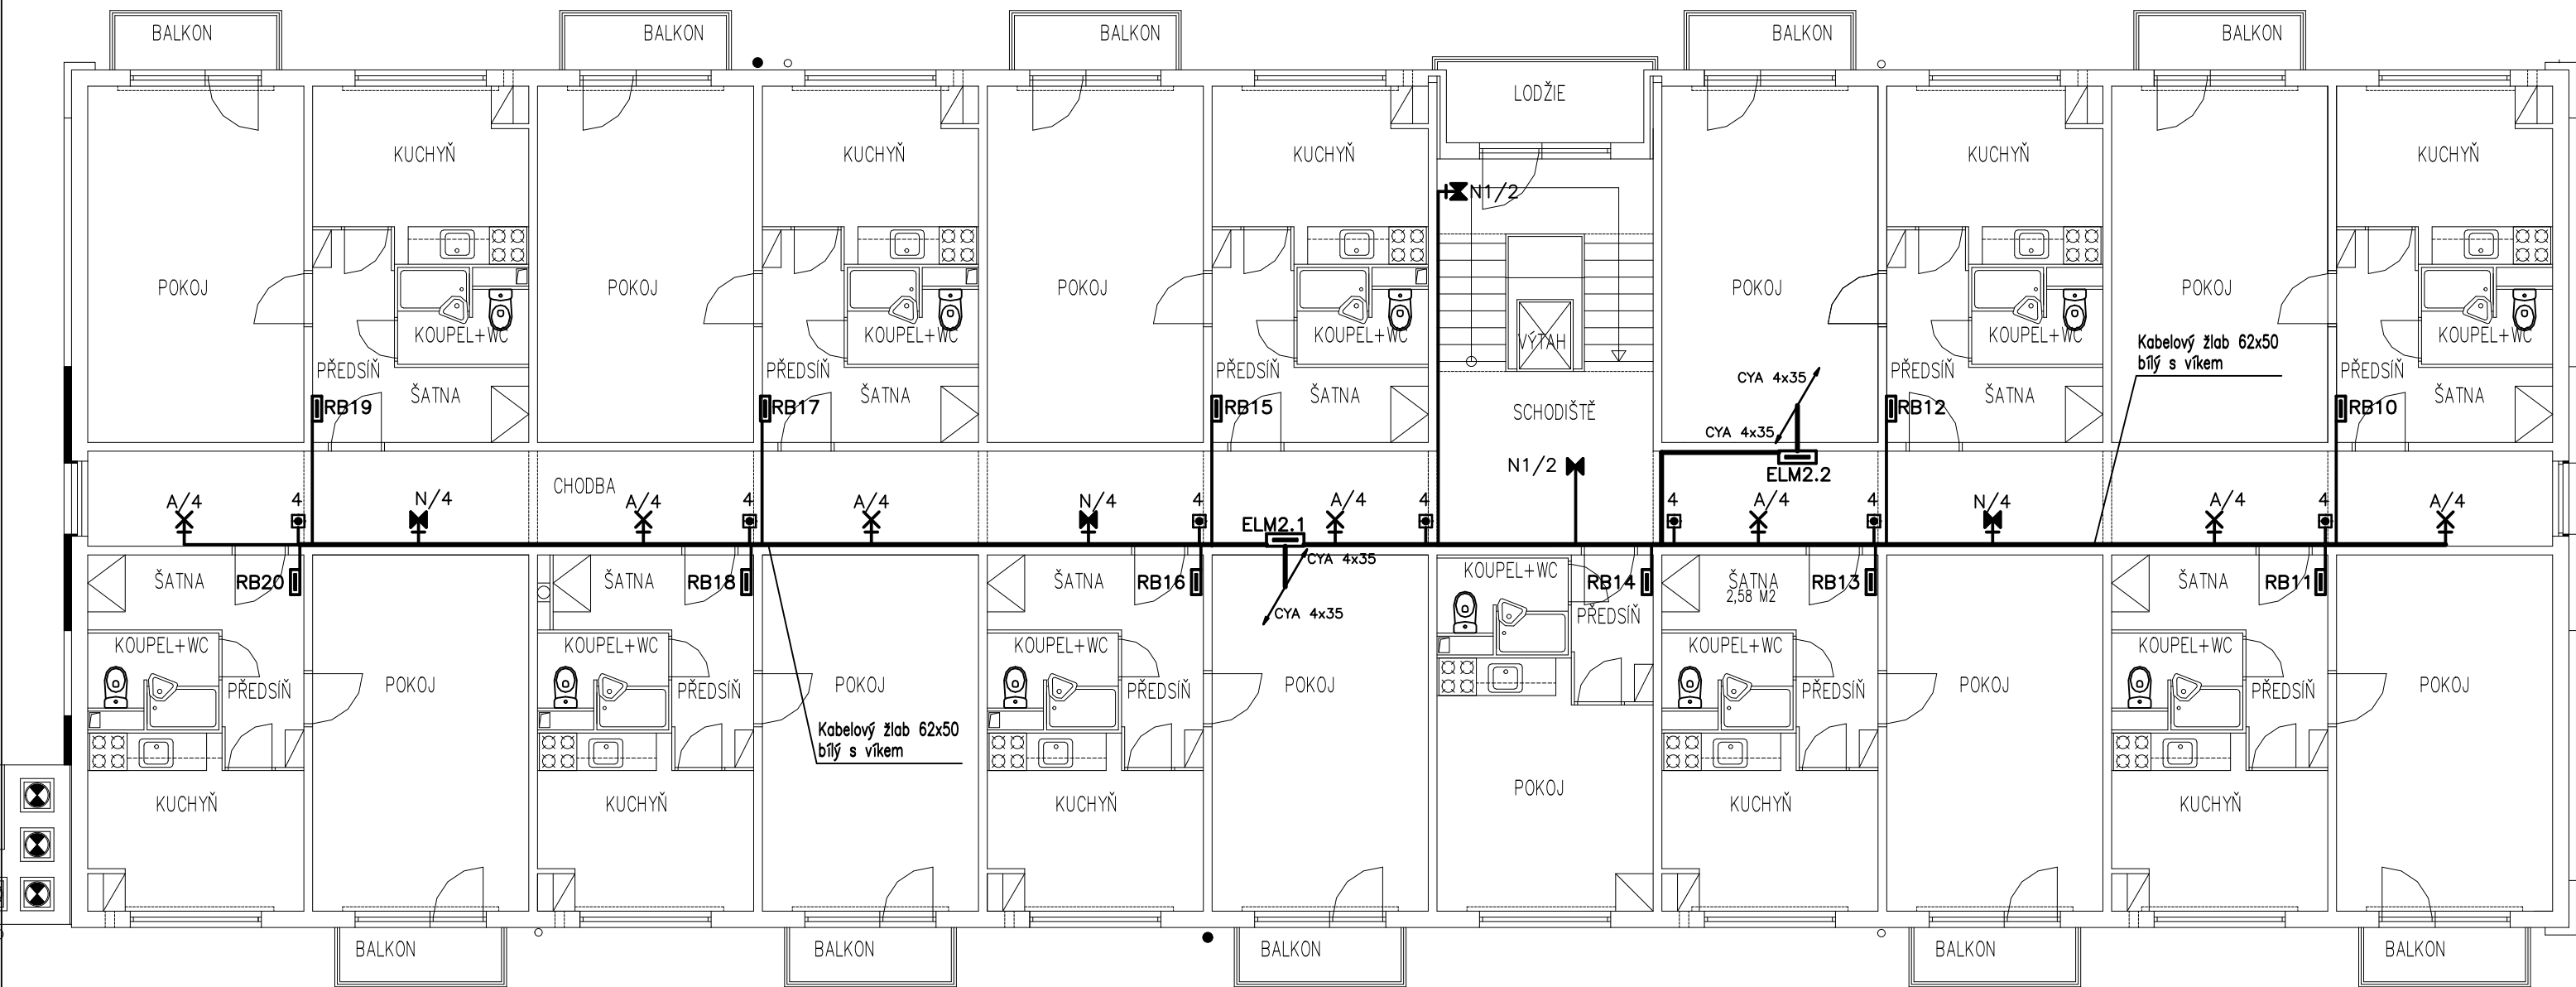 BALKON
BALKON
BALKON
BALKON
BALKON
LODŽIE
KUCHYŇ
KUCHYŇ
KUCHYŇ
KUCHYŇ
KUCHYŇ
N1/2
POKOJ
POKOJ
POKOJ
POKOJ
POKOJ
KOUPEL+WC
KOUPEL+WC
KOUPEL+WC
VÝTAH
KOUPEL+WC
KOUPEL+WC
Kabelový žlab 62x50
bílý s víkem
PŘEDSÍŇ
PŘEDSÍŇ
PŘEDSÍŇ
PŘEDSÍŇ
PŘEDSÍŇ
CYA 4x35
ŠATNA
ŠATNA
ŠATNA
ŠATNA
ŠATNA
RB19
RB17
RB15
SCHODIŠTĚ
RB12
RB10
CYA 4x35
N1/2
ELM2.2
CHODBA
A/4
4
N/4
A/4
4
A/4
N/4
4
A/4
4
4
A/4
4
N/4
A/4
4
A/4
ELM2.1
CYA 4x35
KOUPEL+WC
ŠATNA
RB20
ŠATNA
RB18
ŠATNA
RB16
RB14
ŠATNA
2,58 M2
RB13
ŠATNA
RB11
CYA 4x35
PŘEDSÍŇ
KOUPEL+WC
KOUPEL+WC
KOUPEL+WC
KOUPEL+WC
KOUPEL+WC
PŘEDSÍŇ
POKOJ
PŘEDSÍŇ
POKOJ
PŘEDSÍŇ
POKOJ
PŘEDSÍŇ
POKOJ
PŘEDSÍŇ
POKOJ
Kabelový žlab 62x50
bílý s víkem
POKOJ
KUCHYŇ
KUCHYŇ
KUCHYŇ
KUCHYŇ
KUCHYŇ
BALKON
BALKON
BALKON
BALKON
BALKON